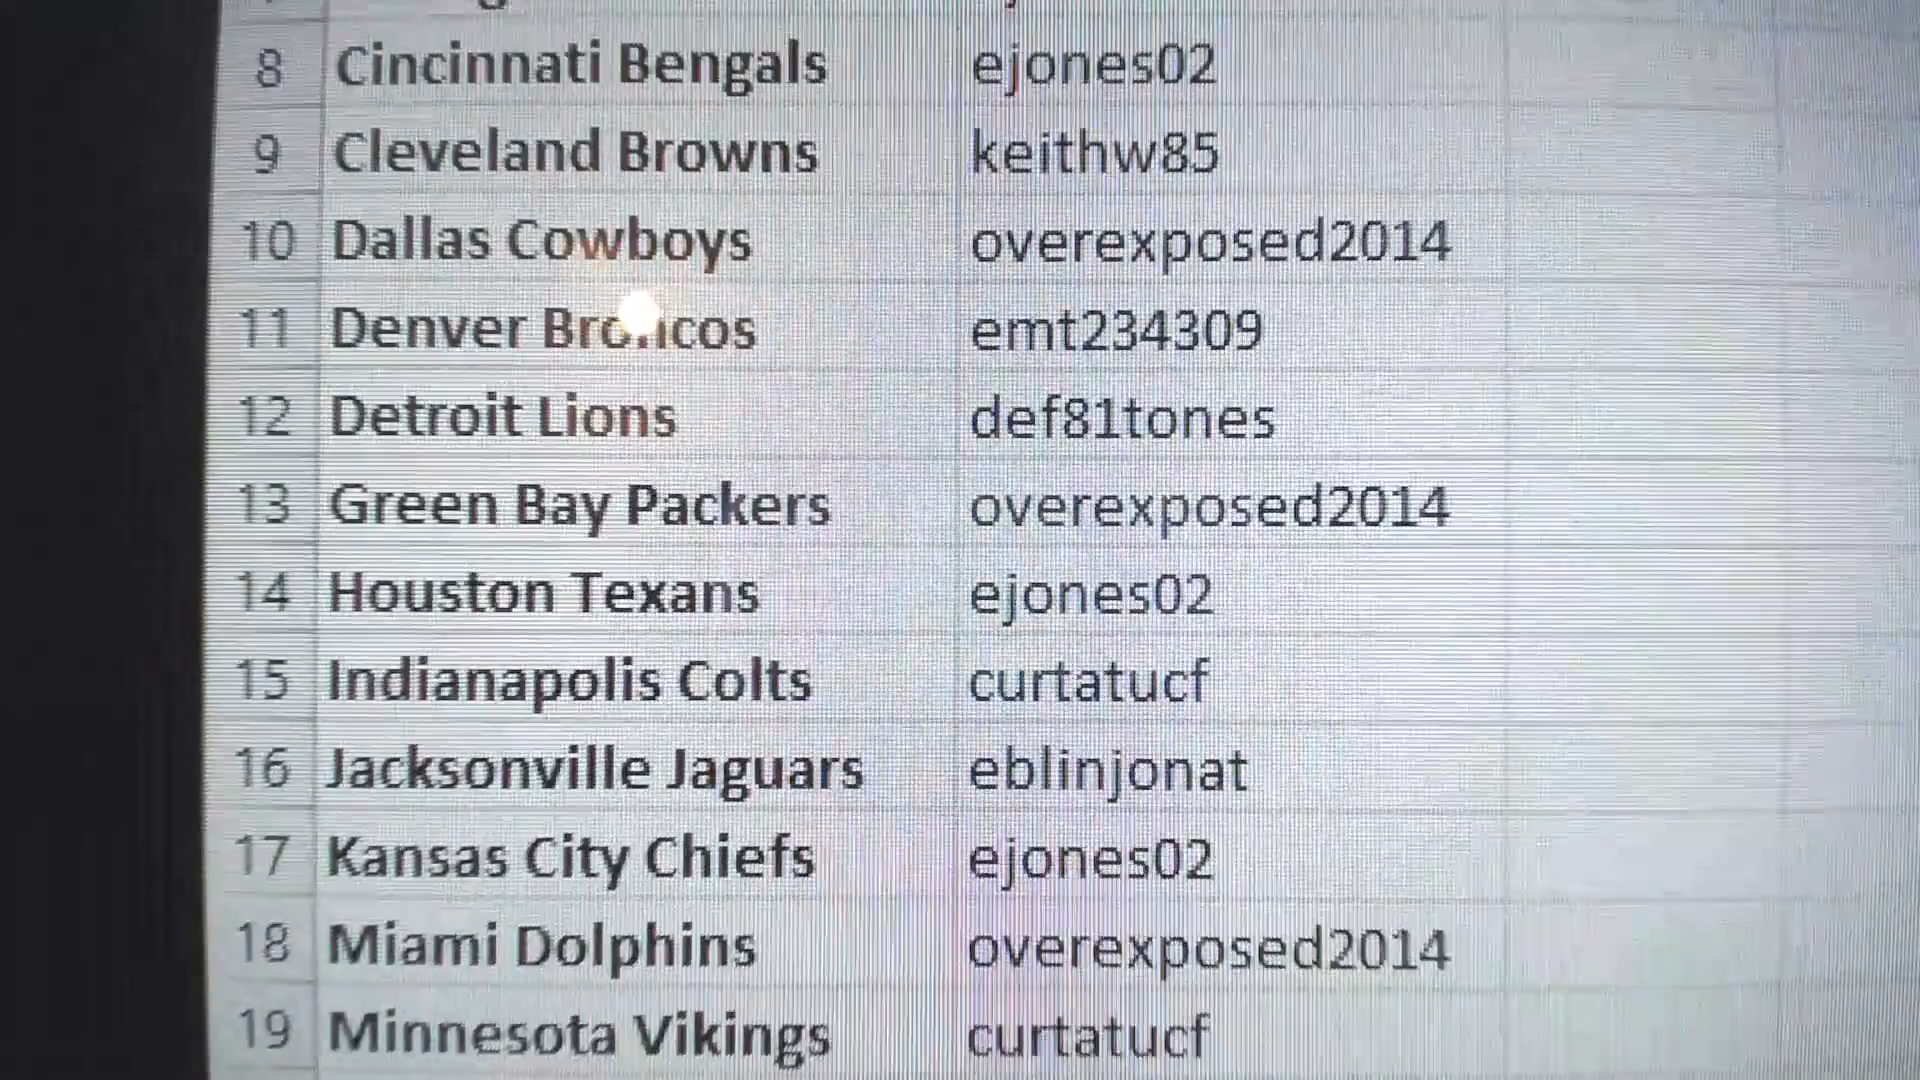 8 Cincinnati Bengals ejones02
9 Cleveland Browns keithw85
10 Dallas Cowboys overexposed2014
11 Denver Broncos emt234309
12 Detroit Lions def81tones
13 Green Bay Packers overexposed2014
14 Houston Texans ejones02
15 Indianapolis Colts curtatucf
16 Jacksonville Jaguars eblinjonat
17 Kansas City Chiefs ejones02
18 Miami Dolphins overexposed2014
19 Minnesota Vikings curtatucf